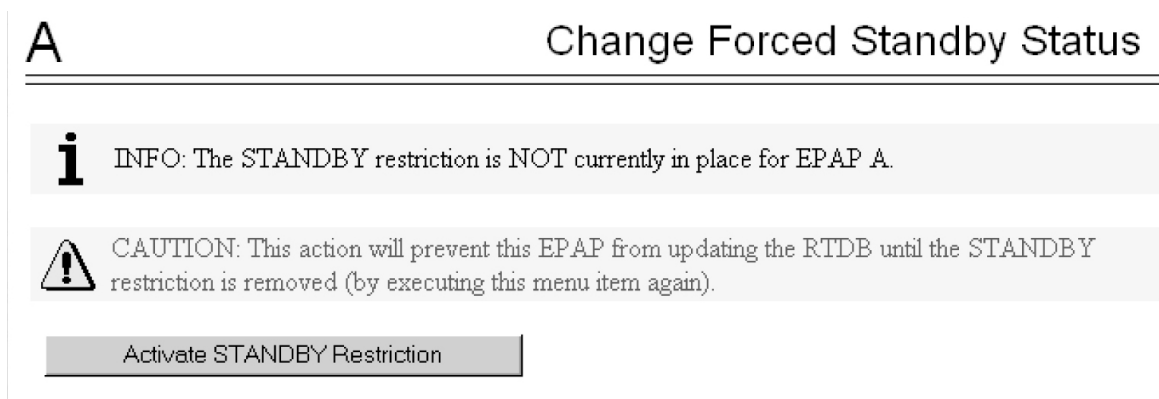 A
Change Forced Standby Status
INFO: The STANDBY restriction is NOT currently in place for EPAP A.
CAUTION: This action will prevent this EPAP from updating the RTDB until the STANDBY
restriction is removed (by executing this menu item again).
Activate STANDBY Restriction